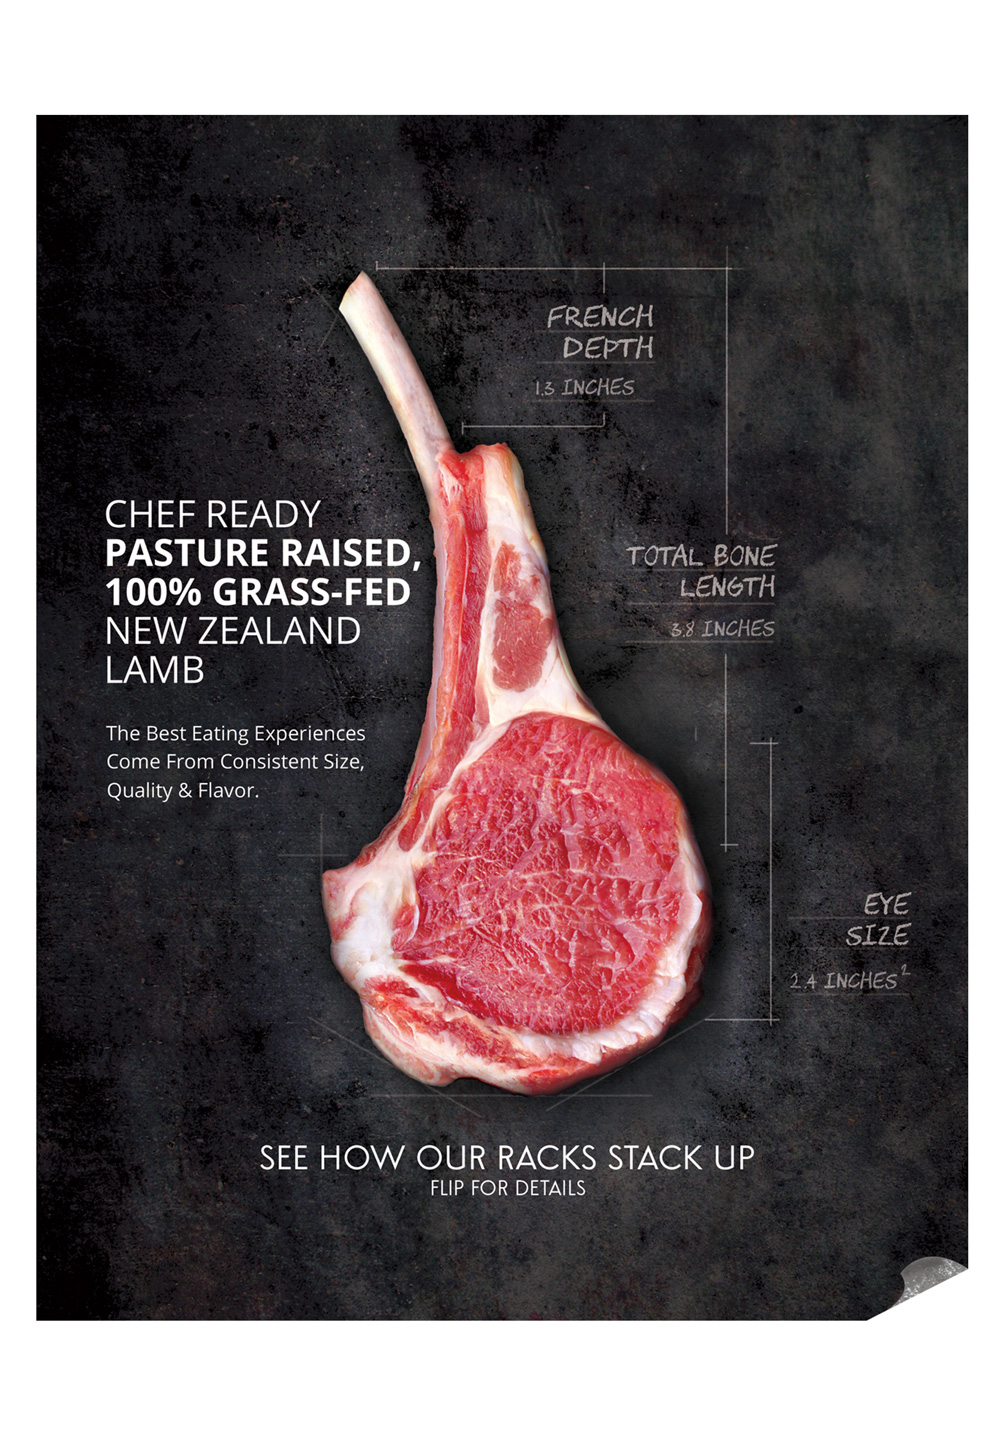 FRENCH
DEPTH
1.3 INCHES
CHEF READY
PASTURE RAISED,
100% GRASS-FED
NEW ZEALAND
LAMB
The Best Eating Experiences
Come From Consistent Size,
Quality & Flavor.
TOTAL BONE
LENGTH
3.8 INCHES
EYE
SIZE
2.4 INCHES²
SEE HOW OUR RACKS STACK UP
FLIP FOR DETAILS